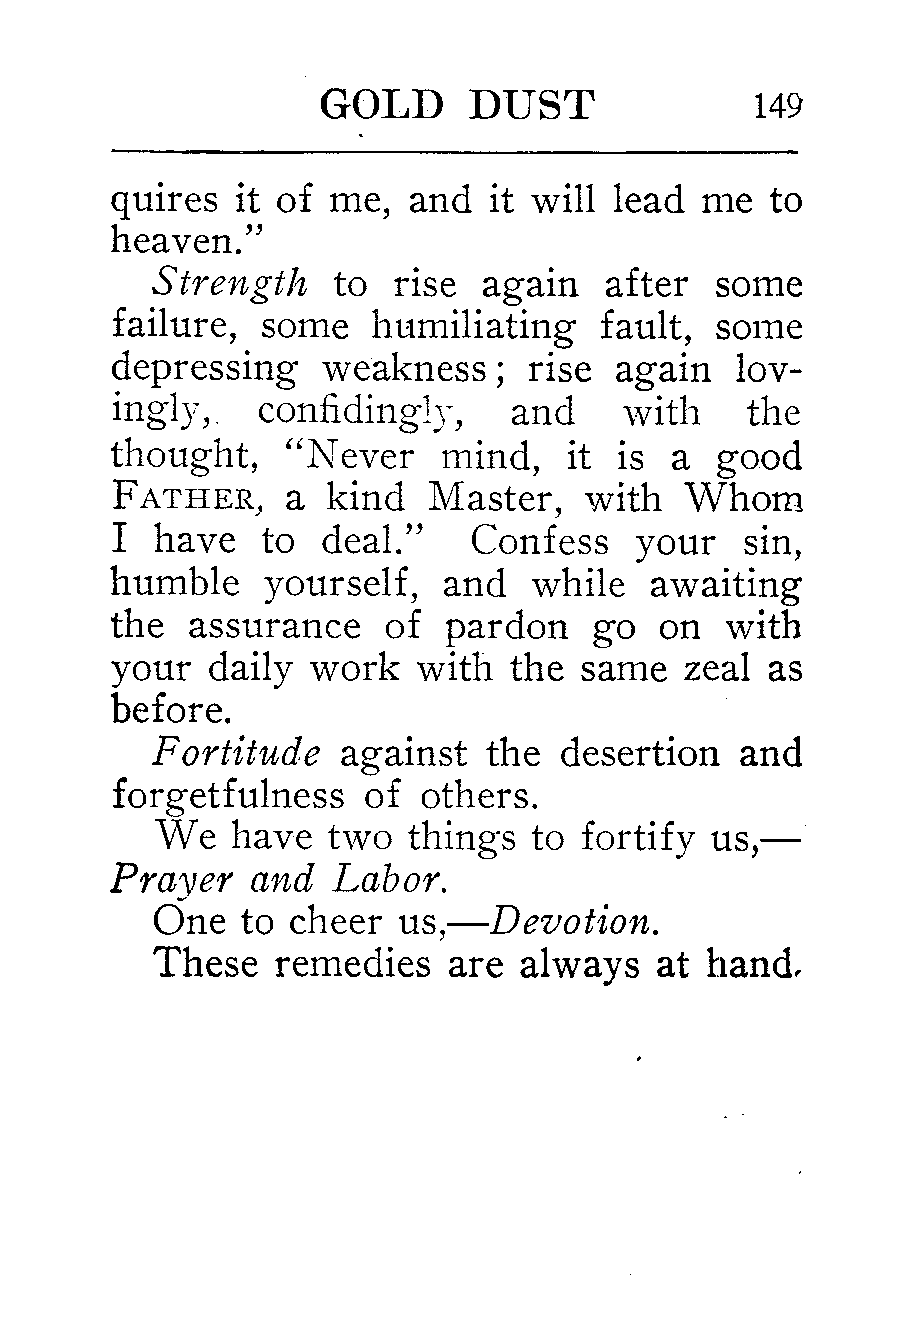 GOLD DUST 149
quires it of me, and it will lead me to
heaven."
Strength to rise again after some
failure, some humiliating fault, some
depressing weakness; rise again lov-
ingly, confidingly, and with the
thought, "Never mind, it is a good
FATHER, a kind Master, with Whom
I have to deal." Confess your sin,
humble yourself, and while awaiting
the assurance of pardon go on with
your daily work with the same zeal as
before.
Fortitude against the desertion and
forgetfulness of others.
We have two things to fortify us,—
Prayer and Labor.
One to cheer us,—Devotion.
These remedies are always at hand.